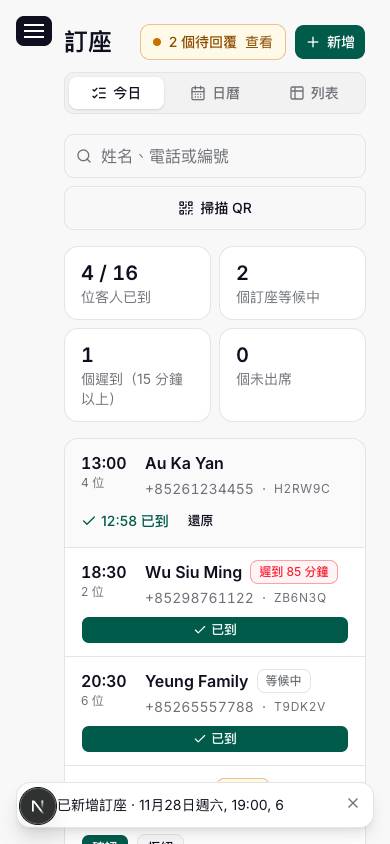 訂座
2 個待回覆 查看
新增
今日
日曆
列表
姓名、電話或編號
掃描 QR
4 / 16
位客人已到
2
個訂座等候中
1
個遲到（15 分鐘
以上）
0
個未出席
13:00 Au Ka Yan
4 位 +85261234455 · H2RW9C
12:58 已到 還原
18:30 Wu Siu Ming 遲到 85 分鐘
2 位 +85298761122 · ZB6N3Q
已到
20:30 Yeung Family 等候中
6 位 +85265557788 · T9DK2V
已到
N
已新增訂座 · 11月28日週六, 19:00, 6